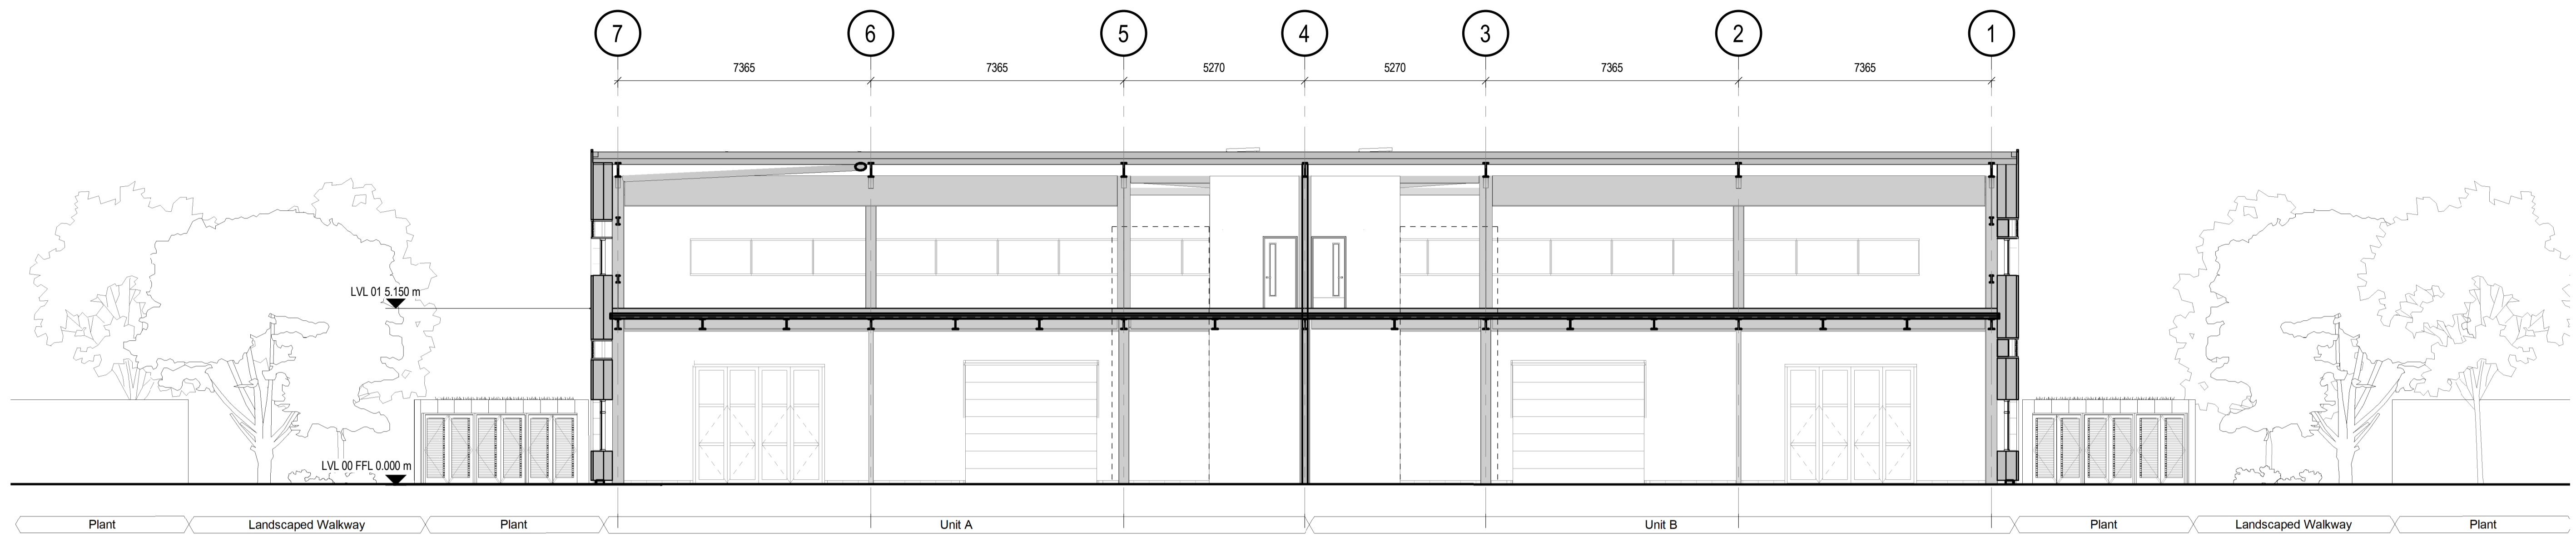 7 6 5 4 3 2 1
7365 7365 5270 5270 7365 7365
LVL 01 5.150 m
LVL 00 FFL 0.000 m
Plant Landscaped Walkway Plant Unit A Unit B Plant Landscaped Walkway Plant